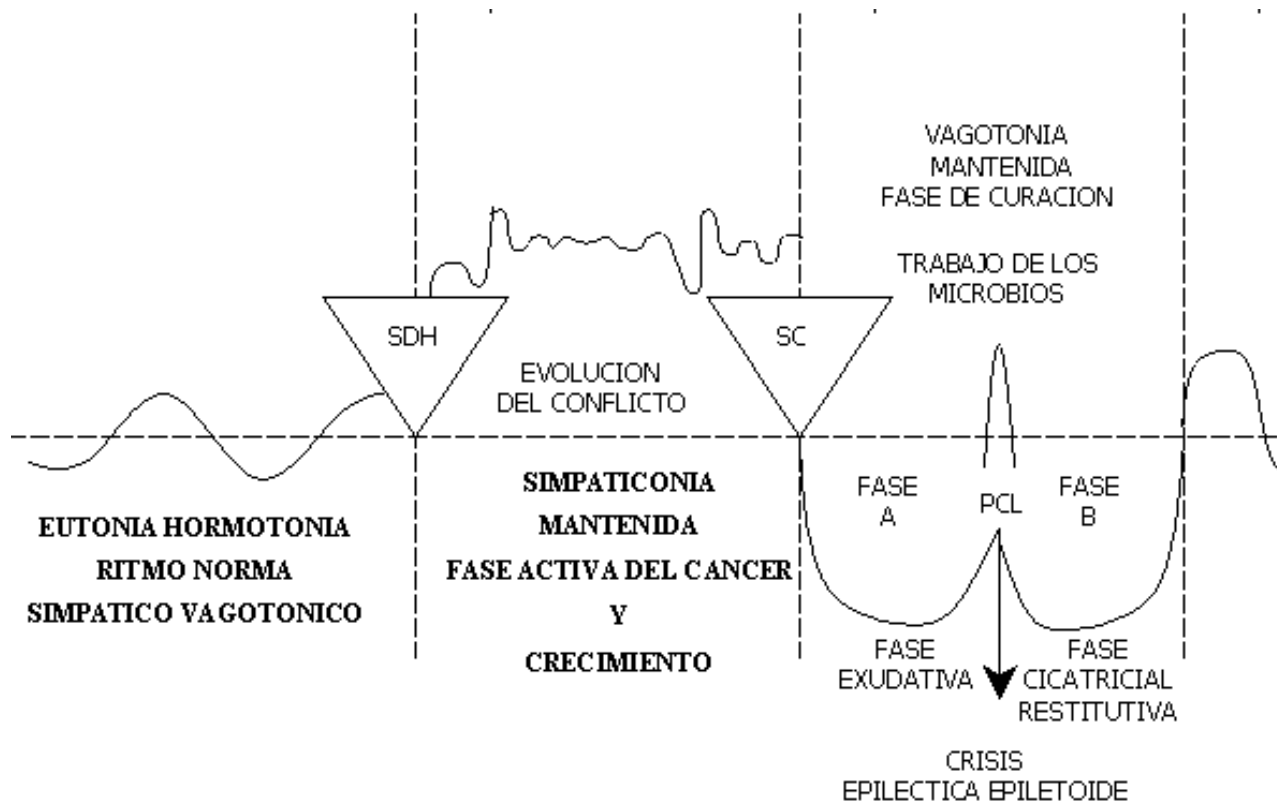 VAGOTONIA
MANTENIDA
FASE DE CURACION
TRABAJO DE LOS
MICROBIOS
SDH
SC
EVOLUCION
DEL CONFLICTO
EUTONIA HORMOTONIA
RITMO NORMA
SIMPATICO VAGOTONICO
SIMPATICONIA
MANTENIDA
FASE ACTIVA DEL CANCER
Y
CRECIMIENTO
FASE
A
PCL
FASE
B
FASE
EXUDATIVA
FASE
CICATRICIAL
RESTITUTIVA
CRISIS
EPILECTICA EPILETOIDE